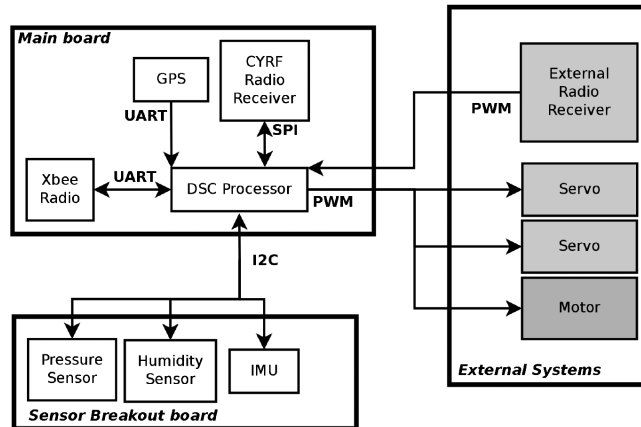 Main board
GPS
CYRF
Radio
Receiver
UART
SPI
Xbee
Radio
UART
DSC Processor
PWM
I2C
Pressure
Sensor
Humidity
Sensor
IMU
Sensor Breakout board
External
Radio
Receiver
PWM
Servo
Servo
Motor
External Systems